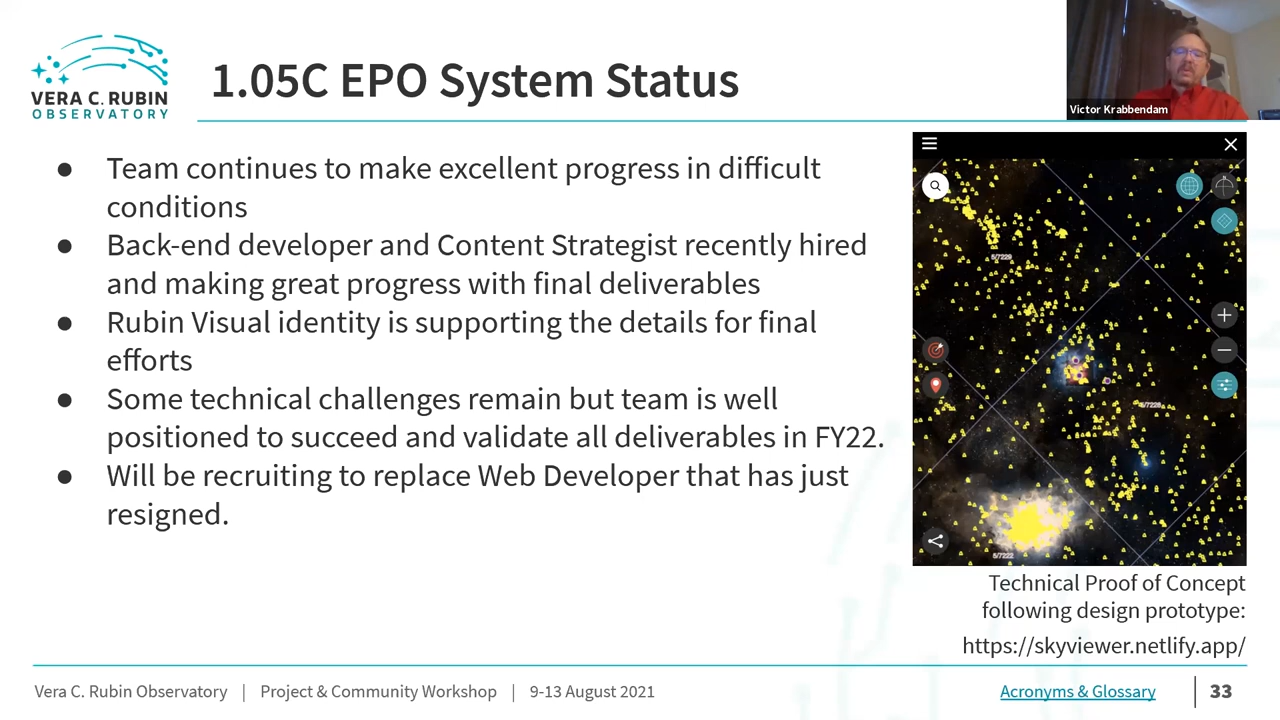 VERA C. RUBIN
OBSERVATORY
1.05C EPO System Status
Victor Krabbendam
● Team continues to make excellent progress in difficult
conditions
● Back-end developer and Content Strategist recently hired
and making great progress with final deliverables
● Rubin Visual identity is supporting the details for final
efforts
● Some technical challenges remain but team is well
positioned to succeed and validate all deliverables in FY22.
● Will be recruiting to replace Web Developer that has just
resigned.
5/7229
5/7222
Technical Proof of Concept
following design prototype:
https://skyviewer.netlify.app/
Vera C. Rubin Observatory | Project & Community Workshop | 9-13 August 2021
Acronyms & Glossary
33